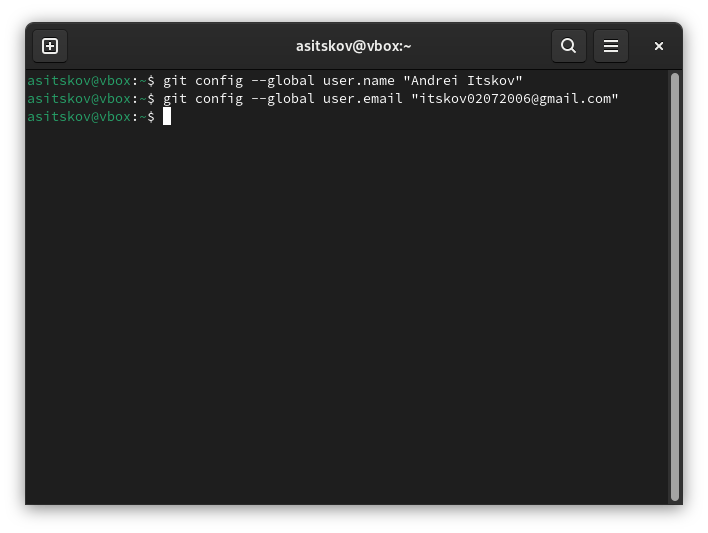 asitskov@vbox:~
asitskov@vbox:~$ git config --global user.name "Andrei Itskov"
asitskov@vbox:~$ git config --global user.email "itskov02072006@gmail.com"
asitskov@vbox:~$